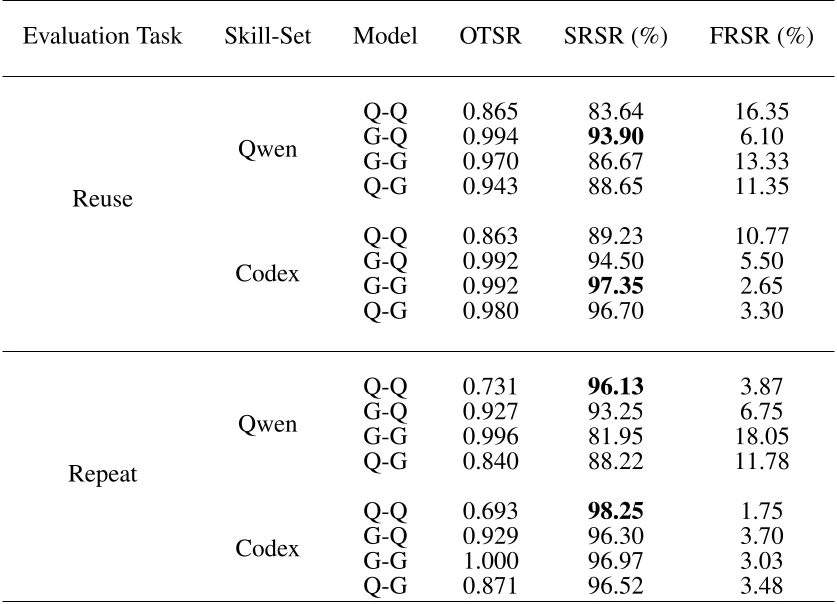 Evaluation Task Skill-Set Model OTSR SRSR (%) FRSR (%)
Q-Q 0.865 83.64 16.35
G-Q 0.994 93.90 6.10
Qwen
G-G 0.970 86.67 13.33
Q-G 0.943 88.65 11.35
Reuse
Q-Q 0.863 89.23 10.77
G-Q 0.992 94.50 5.50
Codex
G-G 0.992 97.35 2.65
Q-G 0.980 96.70 3.30
Q-Q 0.731 96.13 3.87
G-Q 0.927 93.25 6.75
Qwen
G-G 0.996 81.95 18.05
Q-G 0.840 88.22 11.78
Repeat
Q-Q 0.693 98.25 1.75
G-Q 0.929 96.30 3.70
Codex
G-G 1.000 96.97 3.03
Q-G 0.871 96.52 3.48